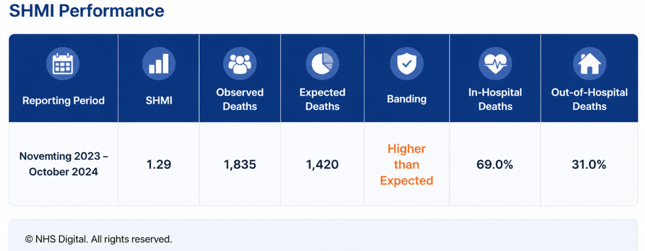 SHMI Performance
Reporting Period
SHMI
Observed
Deaths
Expected
Deaths
Banding
In-Hospital
Deaths
Out-of-Hospital
Deaths
Novemting 2023 –
October 2024
1.29
1,835
1,420
Higher
than
Expected
69.0%
31.0%
© NHS Digital. All rights reserved.